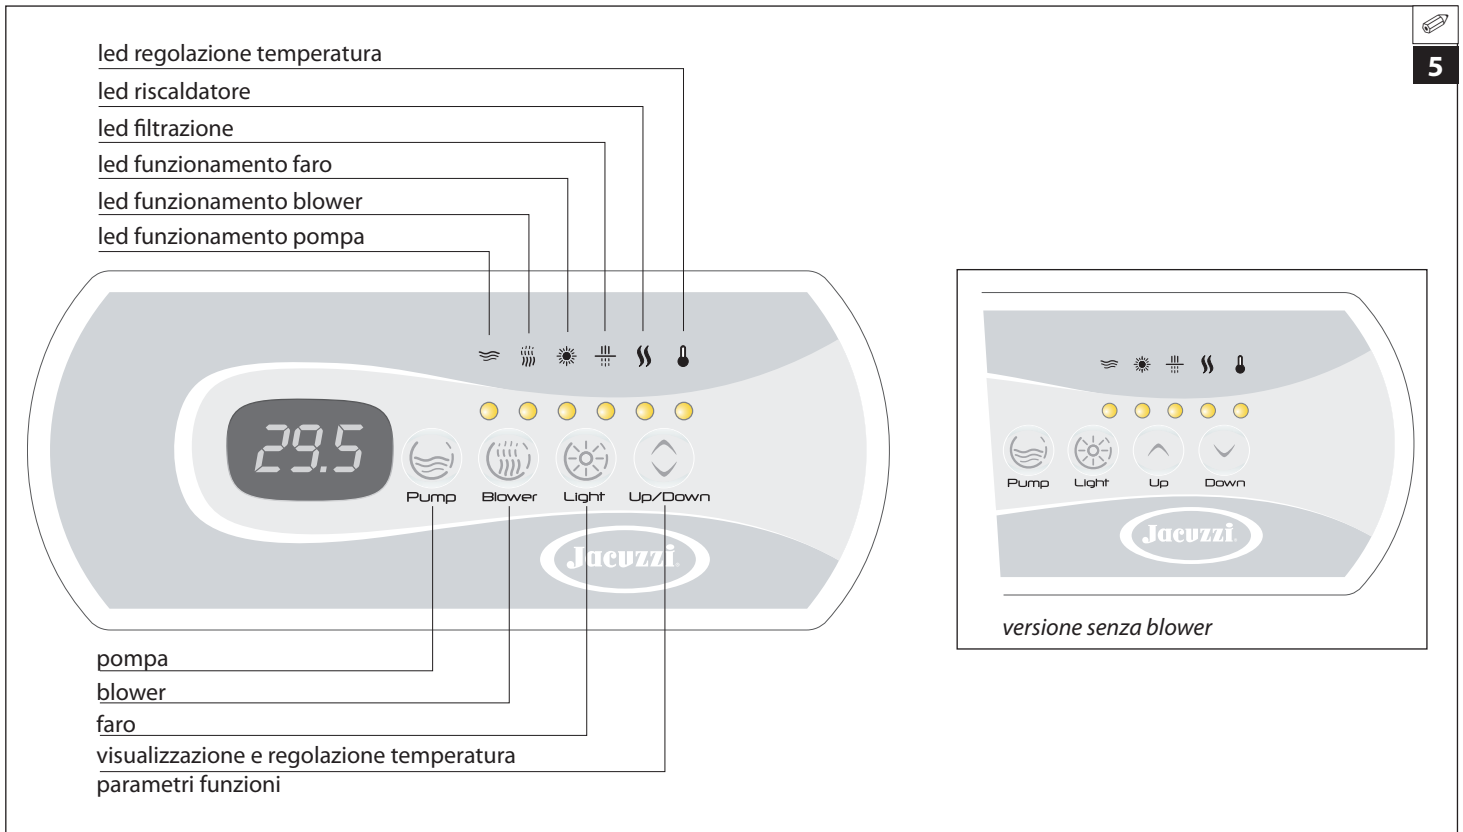 5
led regolazione temperatura
led riscaldatore
led filtrazione
led funzionamento faro
led funzionamento blower
led funzionamento pompa
29.5
Pump Blower Light Up/Down
Jacuzzi
pompa
blower
faro
visualizzazione e regolazione temperatura
parametri funzioni
Pump Light Up Down
Jacuzzi
versione senza blower